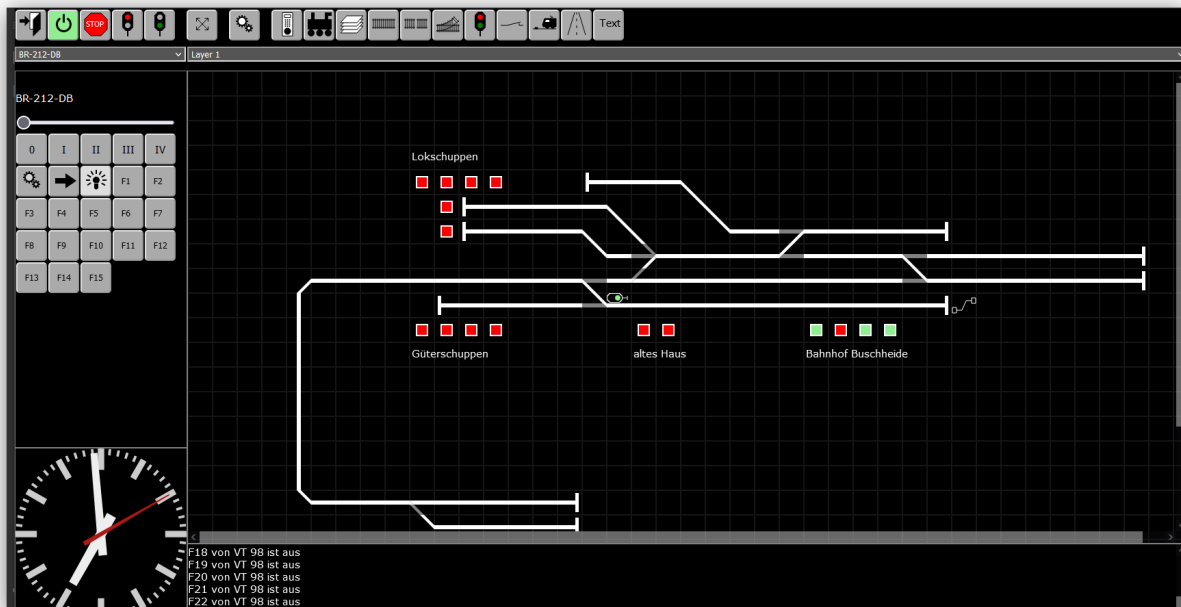 STOP
Text
BR-212-DB
Layer 1
BR-212-DB
0 I II III IV
F1 F2
F3 F4 F5 F6 F7
F8 F9 F10 F11 F12
F13 F14 F15
Lokschuppen
Güterschuppen
altes Haus
Bahnhof Buschheide
F18 von VT 98 ist aus
F19 von VT 98 ist aus
F20 von VT 98 ist aus
F21 von VT 98 ist aus
F22 von VT 98 ist aus